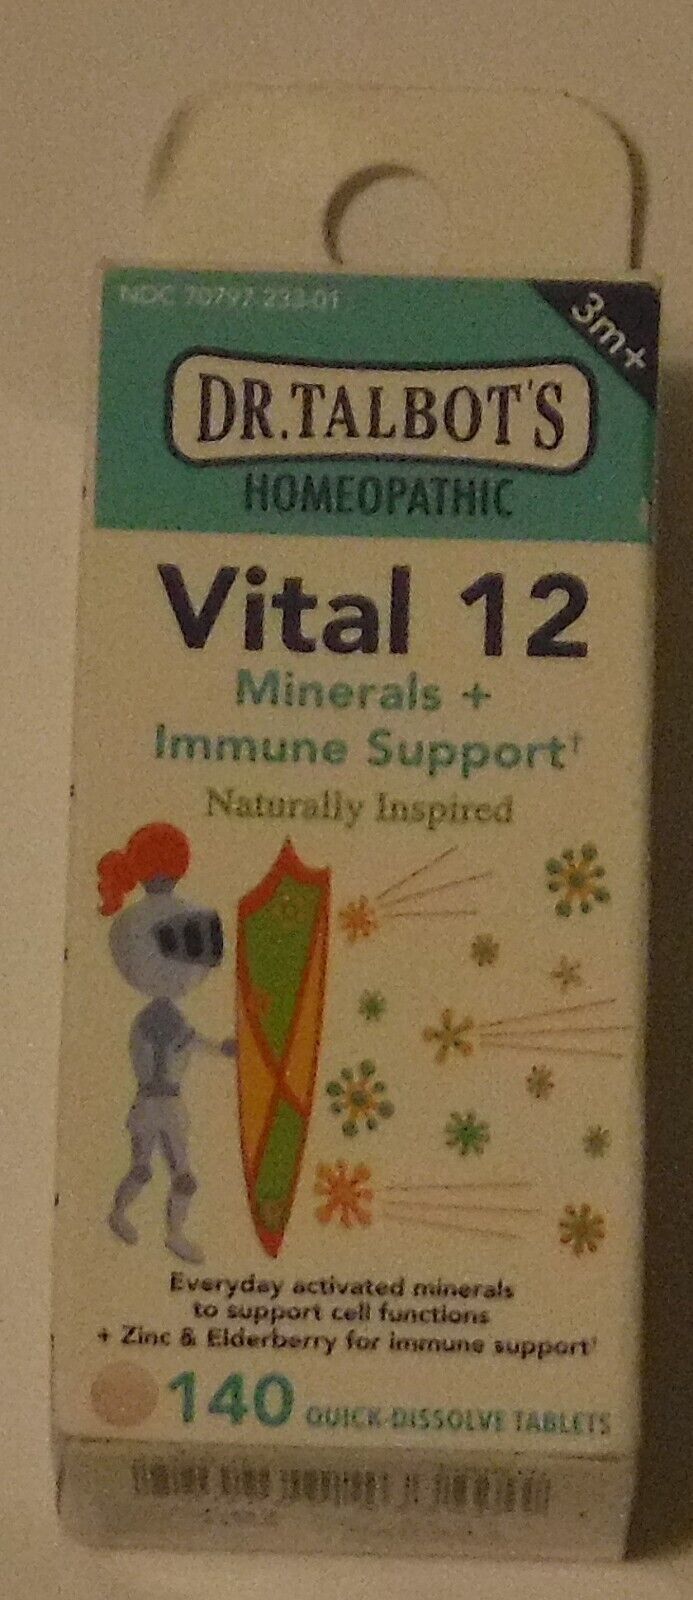 NDC 70797-233-01
3m+
DR. TALBOT'S
HOMEOPATHIC
Vital 12
Minerals +
Immune Support†
Naturally Inspired
Everyday activated minerals
to support cell functions
+ Zinc & Elderberry for immune support†
140 QUICK-DISSOLVE TABLETS